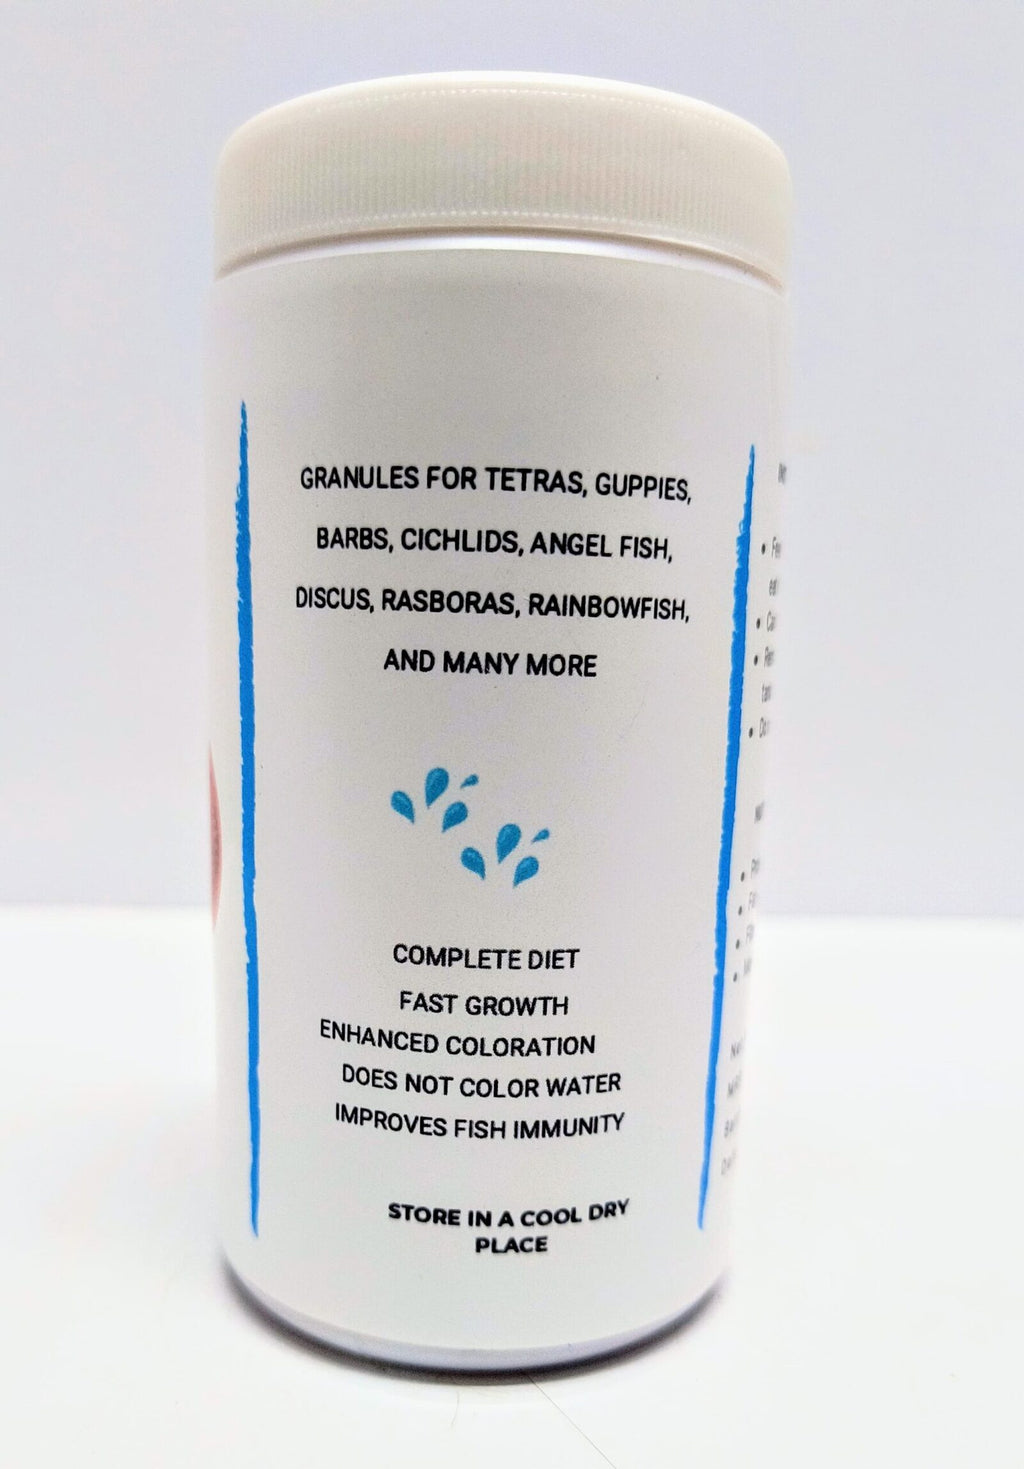 GRANULES FOR TETRAS, GUPPIES,
BARBS, CICHLIDS, ANGEL FISH,
DISCUS, RASBORAS, RAINBOWFISH,
AND MANY MORE
COMPLETE DIET
FAST GROWTH
ENHANCED COLORATION
DOES NOT COLOR WATER
IMPROVES FISH IMMUNITY
STORE IN A COOL DRY
PLACE